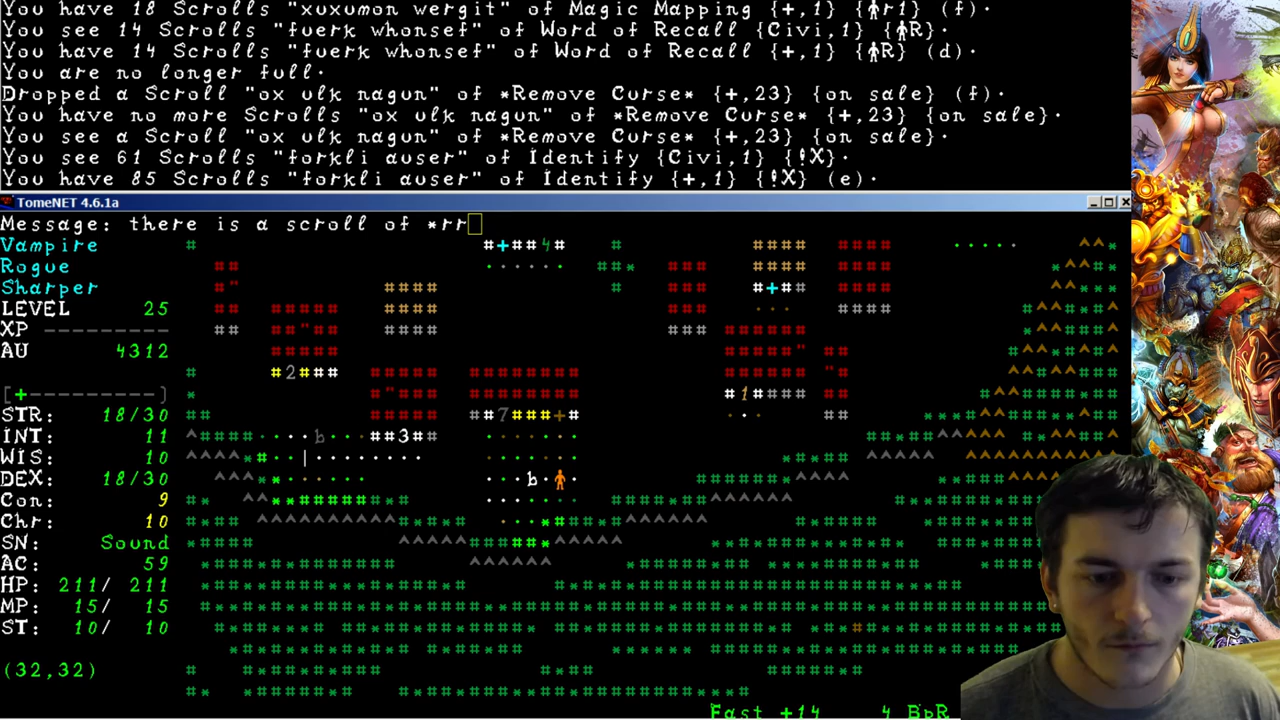 You have 18 Scrolls "xuxumon wergit" of Magic Mapping {+,1} {r1} (f).
You see 14 Scrolls "fuerk whonsef" of Word of Recall {Civi,1} {R}.
You have 14 Scrolls "fuerk whonsef" of Word of Recall {+,1} {R} (d).
You are no longer full.
Dropped a Scroll "ox ulk nagun" of *Remove Curse* {+,23} {on sale} (f).
You have no more Scrolls "ox ulk nagun" of *Remove Curse* {+,23} {on sale}.
You see a Scroll "ox ulk nagun" of *Remove Curse* {+,23} {on sale}.
You see 61 Scrolls "forkli auser" of Identify {Civi,1} {!X}.
You have 85 Scrolls "forkli auser" of Identify {+,1} {!X} (e).
TomeNET 4.6.1a
Message: there is a scroll of *rr
Vampire
Rogue
Sharper
LEVEL 25
XP ---------
AU 4312
[+----------]
STR: 18/30
INT: 11
WIS: 10
DEX: 18/30
Con: 9
Chr: 10
SN: Sound
AC: 59
HP: 211/ 211
MP: 15/ 15
ST: 10/ 10
(32,32)
Fast +14 4 BpR